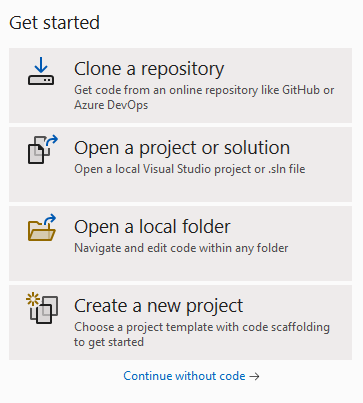 Get started
Clone a repository
Get code from an online repository like GitHub or
Azure DevOps
Open a project or solution
Open a local Visual Studio project or .sln file
Open a local folder
Navigate and edit code within any folder
Create a new project
Choose a project template with code scaffolding
to get started
Continue without code →